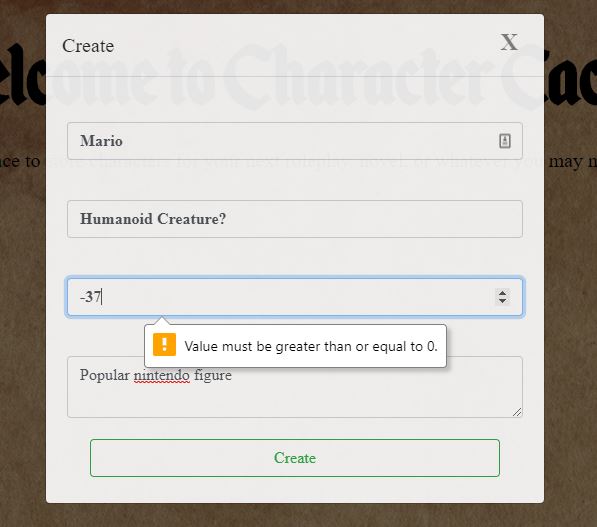 Create
X
elcome to Character Cac
Mario
ce to store characters for your next roleplay, novel, or whatever you may n
Humanoid Creature?
-37
Value must be greater than or equal to 0.
Popular nintendo figure
Create